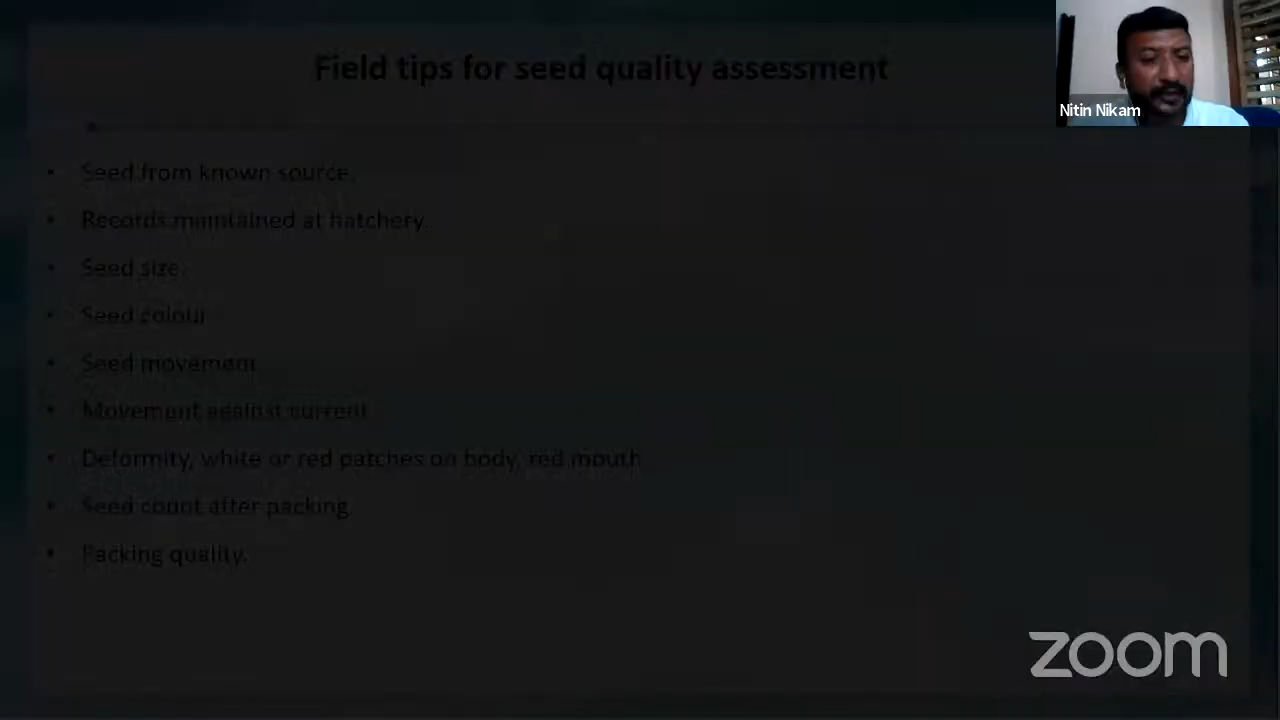 Field tips for seed quality assessment
Nitin Nikam
• Seed from known source.
• Records maintained at hatchery.
• Seed size.
• Seed colour
• Seed movement
• Movement against current
• Deformity, white or red patches on body, red mouth
• Seed count after packing.
• Packing quality.
zoom